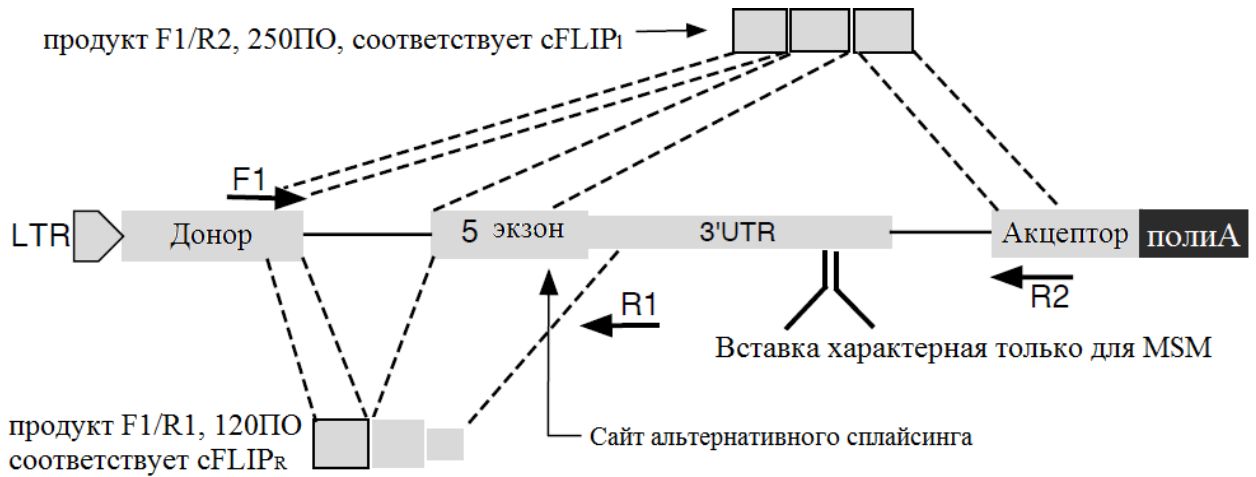 продукт F1/R2, 250ПО, соответствует cFLIPl
F1
LTR
Донор
5 экзон
3'UTR
Акцептор
полиА
R1
R2
Вставка характерная только для MSM
продукт F1/R1, 120ПО
соответствует cFLIPR
Сайт альтернативного сплайсинга